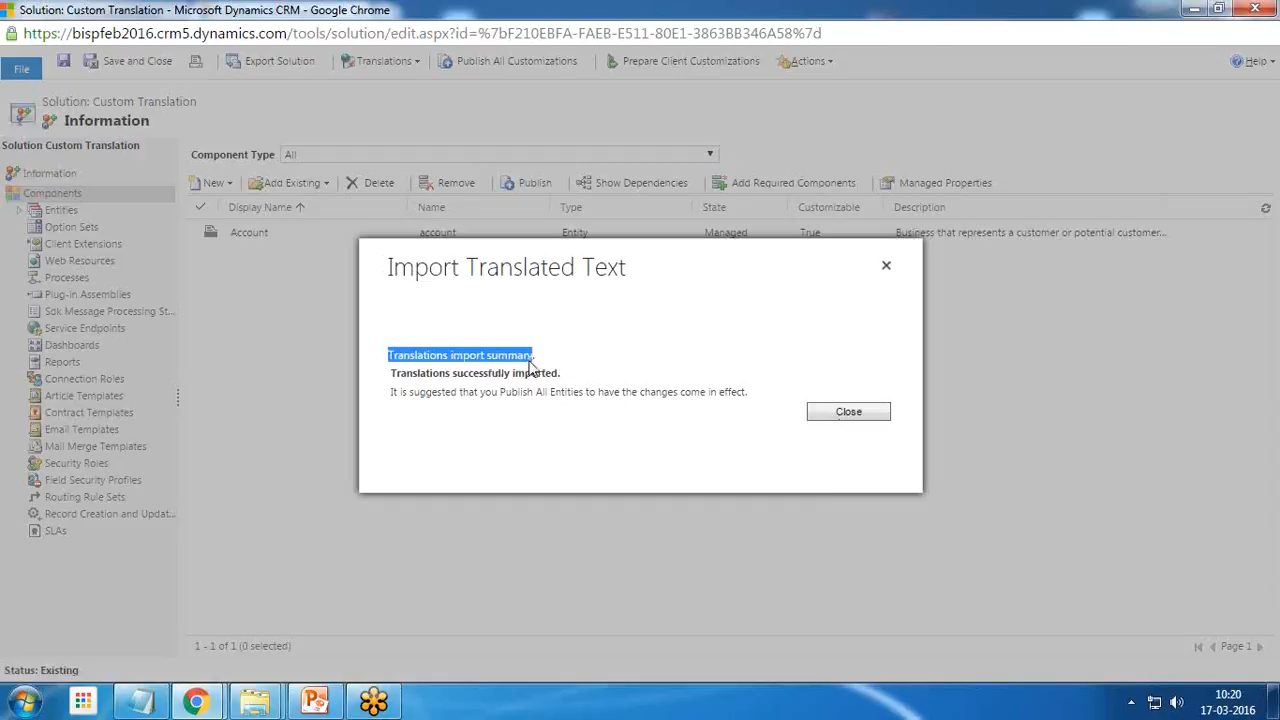 Solution: Custom Translation - Microsoft Dynamics CRM - Google Chrome
https://bispfeb2016.crm5.dynamics.com/tools/solution/edit.aspx?id=%7bF210EBFA-FAEB-E511-80E1-3863BB346A58%7d
File Save and Close Export Solution Translations Publish All Customizations Prepare Client Customizations Actions Help
Solution: Custom Translation
Information
Solution Custom Translation
Information
Components
Entities
Option Sets
Client Extensions
Web Resources
Processes
Plug-in Assemblies
Sdk Message Processing St...
Service Endpoints
Dashboards
Reports
Connection Roles
Article Templates
Contract Templates
Email Templates
Mail Merge Templates
Security Roles
Field Security Profiles
Routing Rule Sets
Record Creation and Updat...
SLAs
Component Type All
New Add Existing Delete Remove Publish Show Dependencies Add Required Components Managed Properties
Display Name Name Type State Customizable Description
Account account Entity Managed True Business that represents a customer or potential customer...
Import Translated Text
Translations import summary.
Translations successfully imported.
It is suggested that you Publish All Entities to have the changes come in effect.
Close
1 - 1 of 1 (0 selected)
Page 1
Status: Existing
10:20
17-03-2016